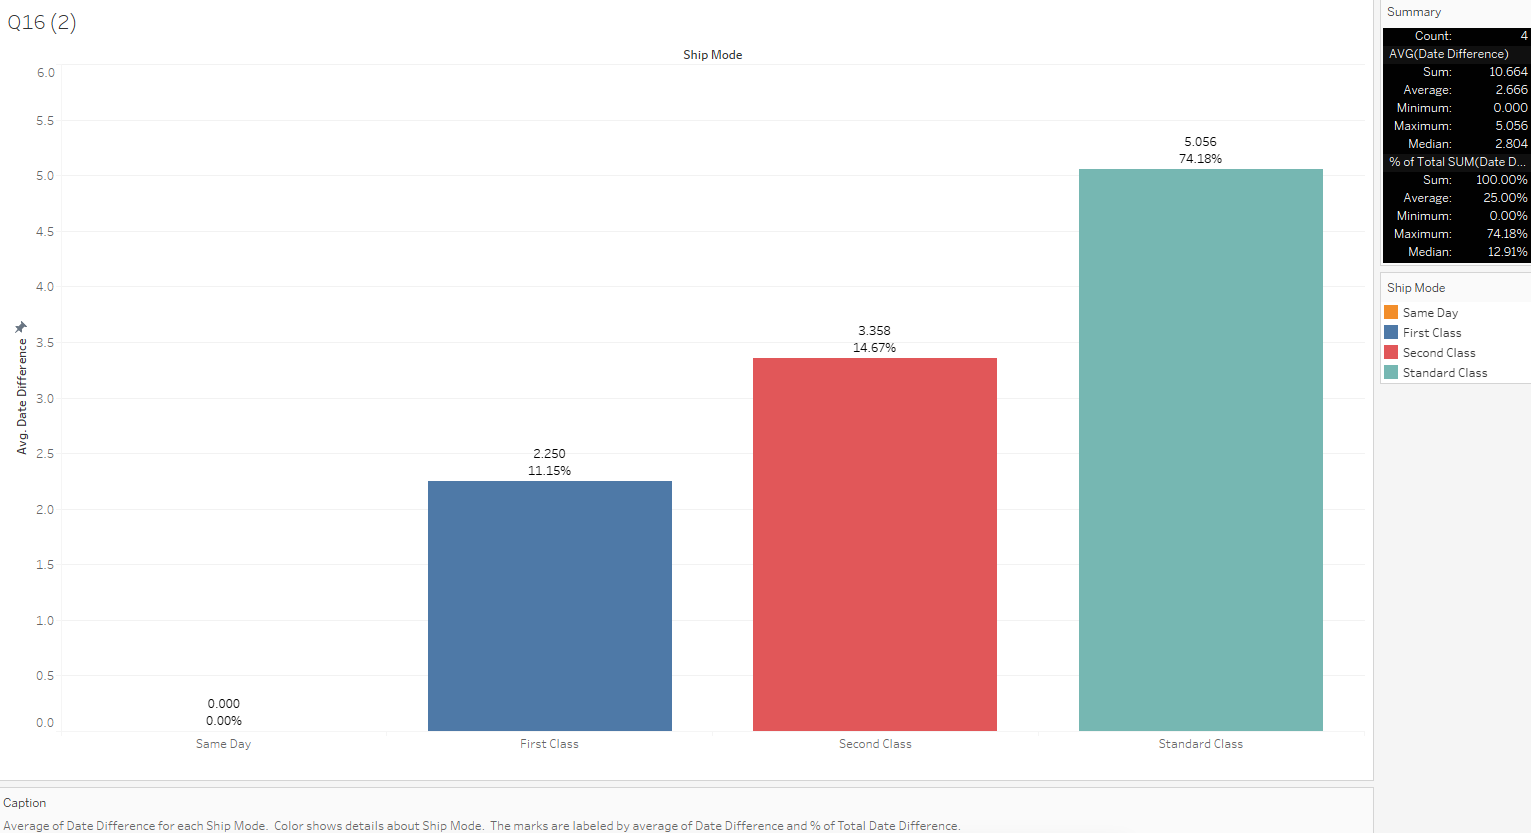 Q16 (2)
Ship Mode
6.0
5.5
5.0
4.5
4.0
3.5
3.0
2.5
2.0
1.5
1.0
0.5
0.0
Avg. Date Difference
0.000
0.00%
2.250
11.15%
3.358
14.67%
5.056
74.18%
Same Day
First Class
Second Class
Standard Class
Summary
Count: 4
AVG(Date Difference)
Sum: 10.664
Average: 2.666
Minimum: 0.000
Maximum: 5.056
Median: 2.804
% of Total SUM(Date D...
Sum: 100.00%
Average: 25.00%
Minimum: 0.00%
Maximum: 74.18%
Median: 12.91%
Ship Mode
Same Day
First Class
Second Class
Standard Class
Caption
Average of Date Difference for each Ship Mode. Color shows details about Ship Mode. The marks are labeled by average of Date Difference and % of Total Date Difference.